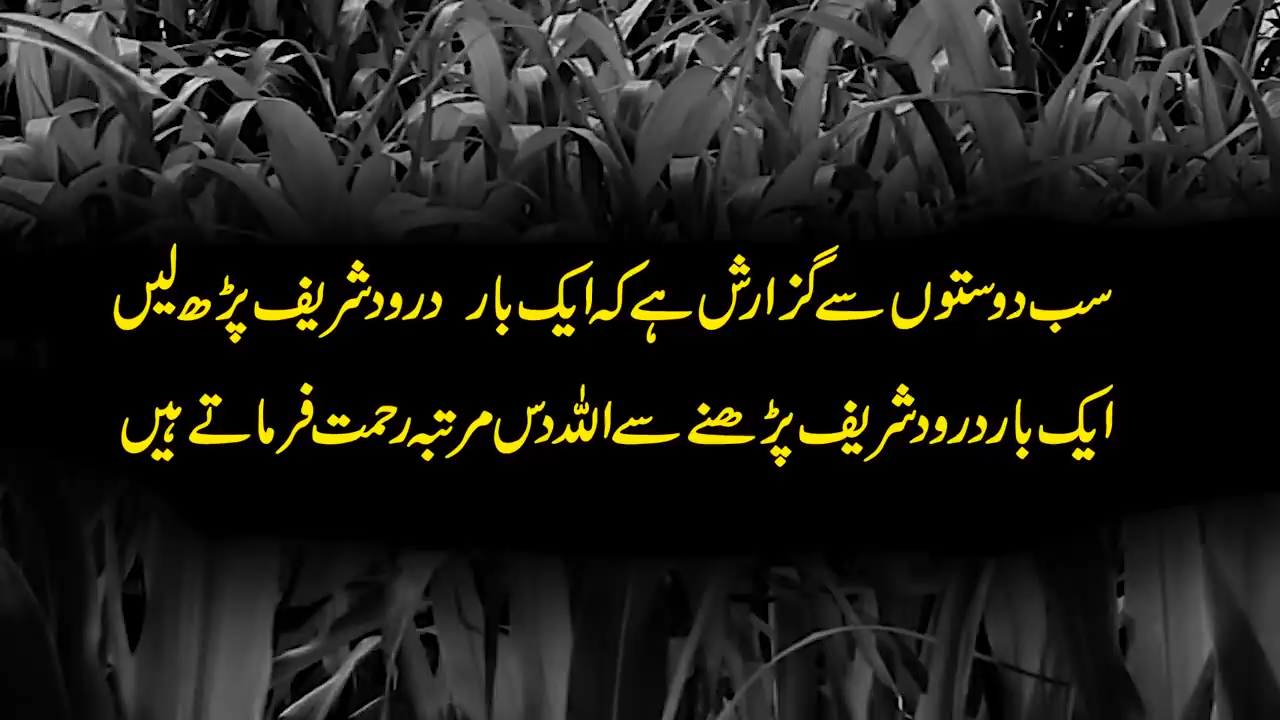 سب دوستوں سے گزارش ہے کہ ایک بار درود شریف پڑھ لیں
ایک بار درود شریف پڑھنے سے اللہ دس مرتبہ رحمت فرماتے ہیں